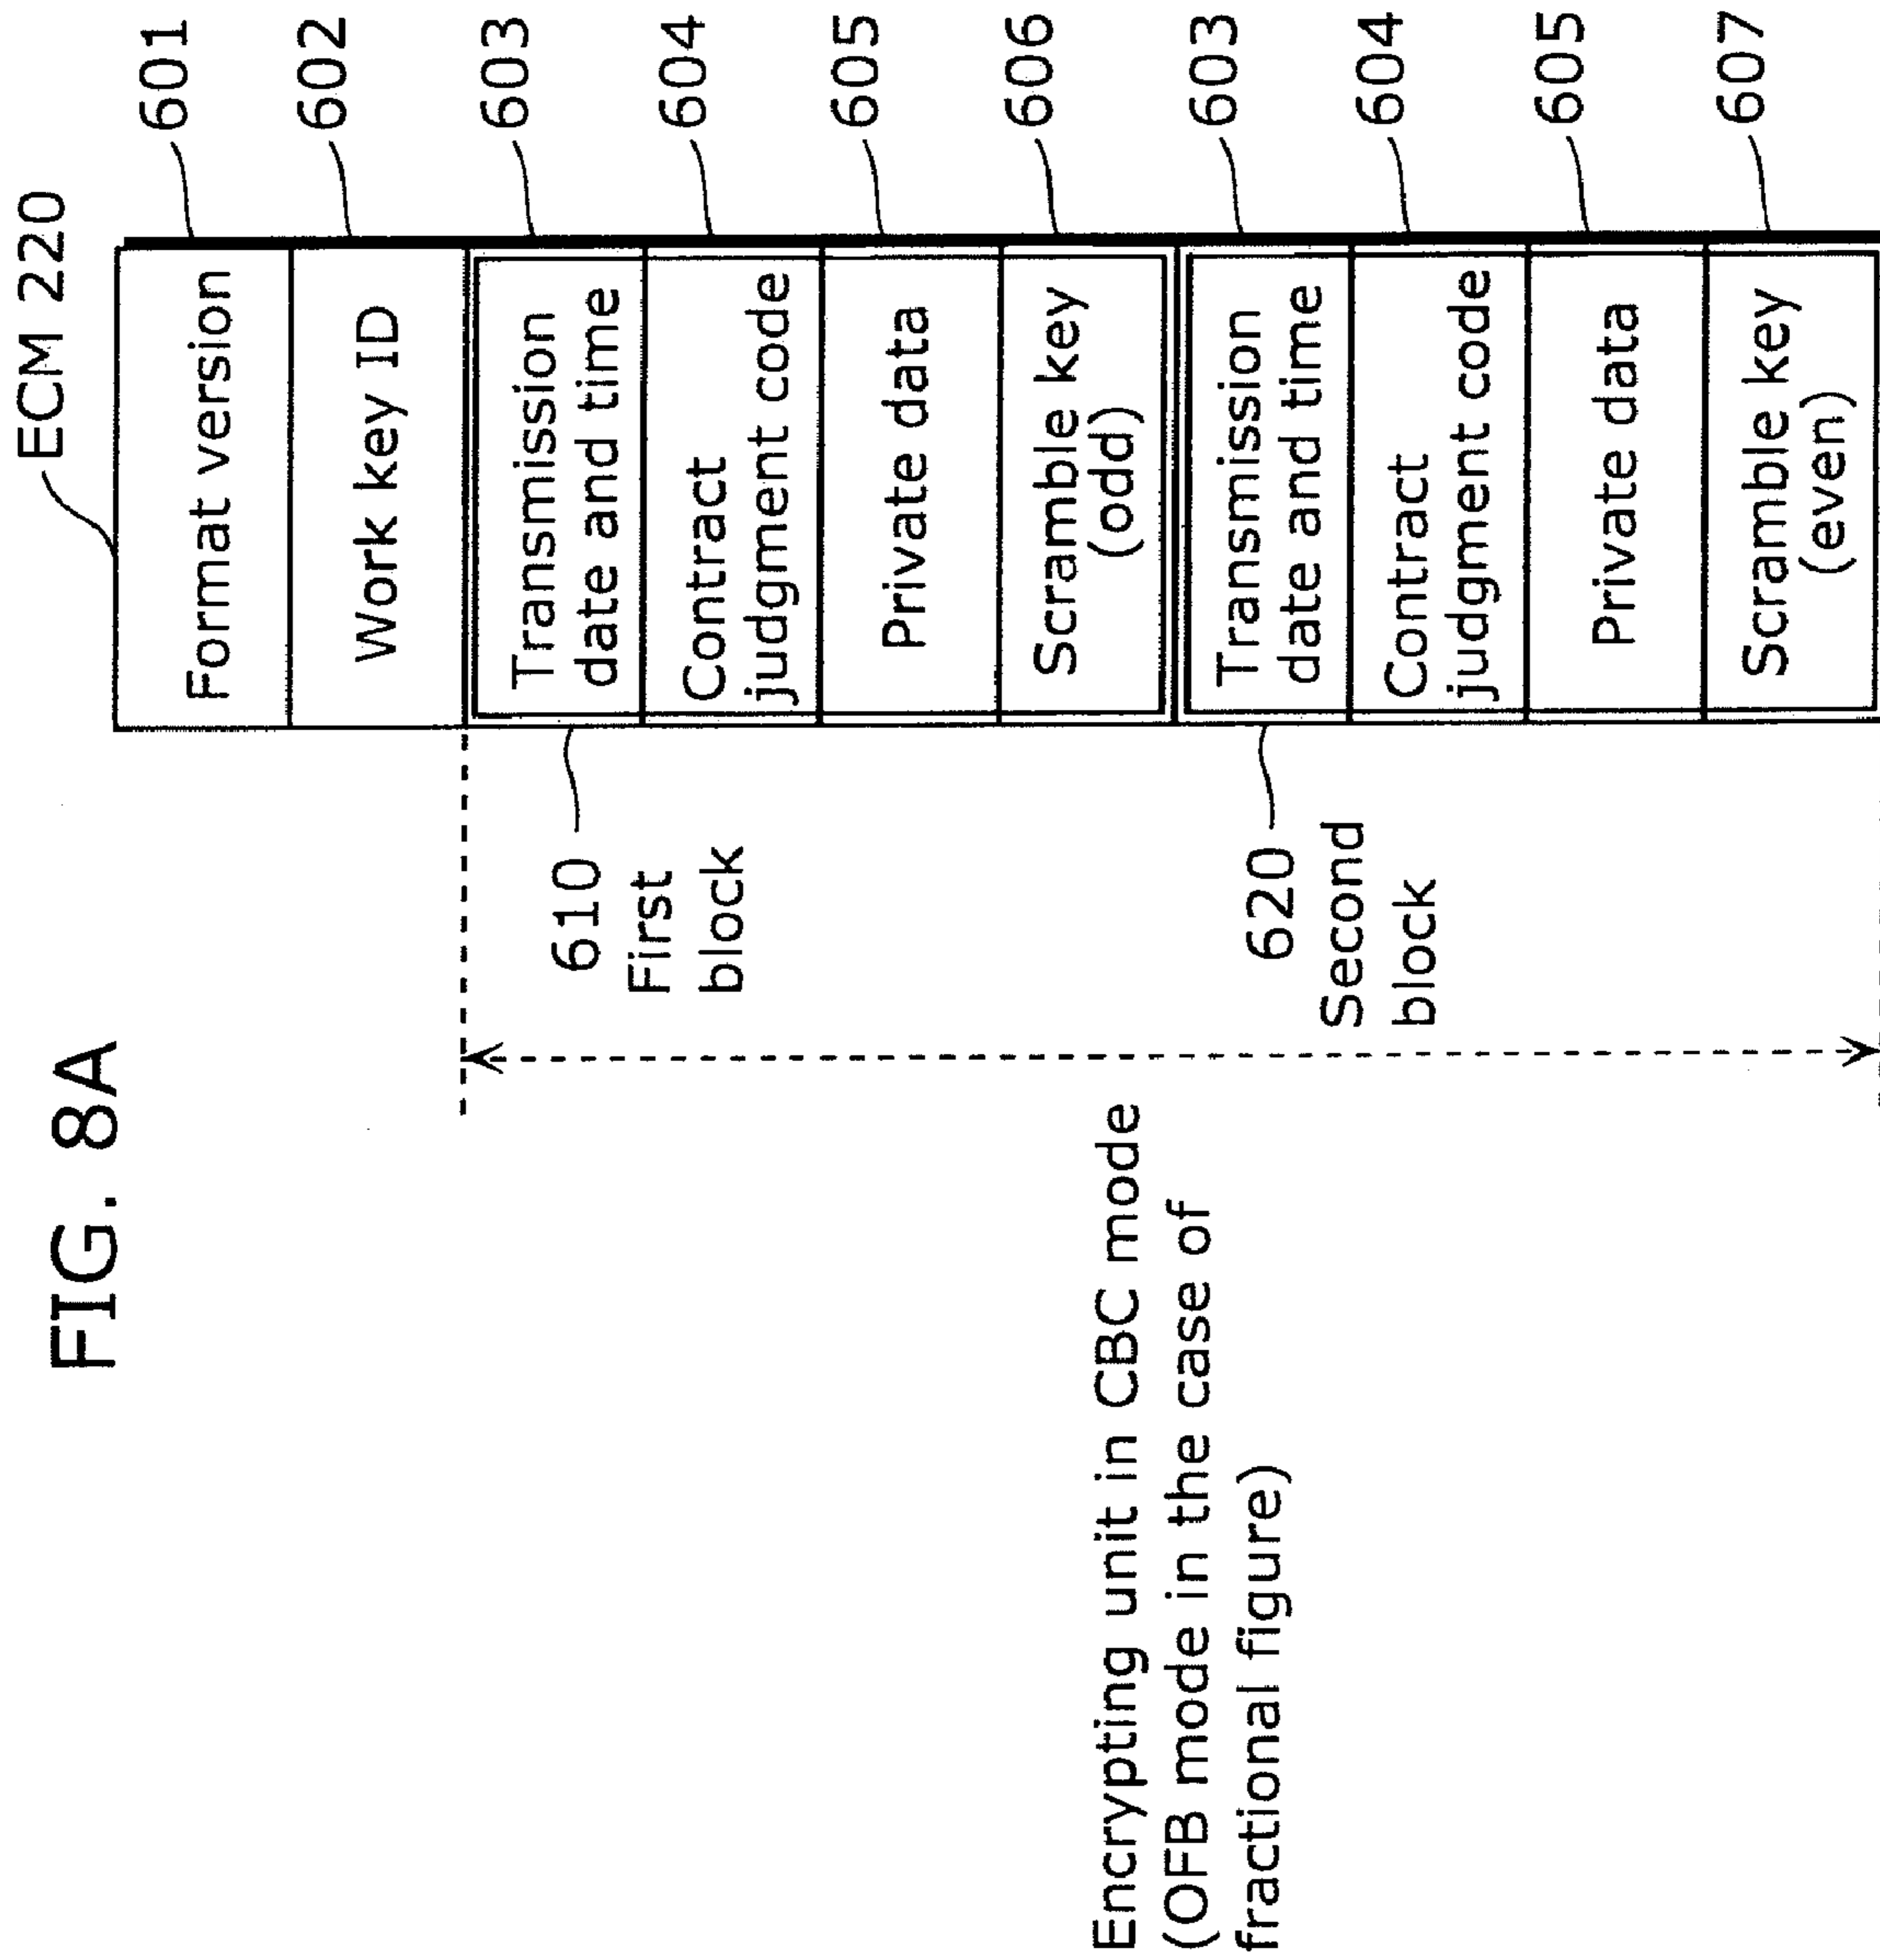 FIG. 8A
ECM 220
Format version
601
Work key ID
602
Transmission
date and time
603
Contract
judgment code
604
Private data
605
Scramble key
(odd)
606
Transmission
date and time
603
Contract
judgment code
604
Private data
605
Scramble key
(even)
607
610
First
block
620
Second
block
Encrypting unit in CBC mode
(OFB mode in the case of
fractional figure)